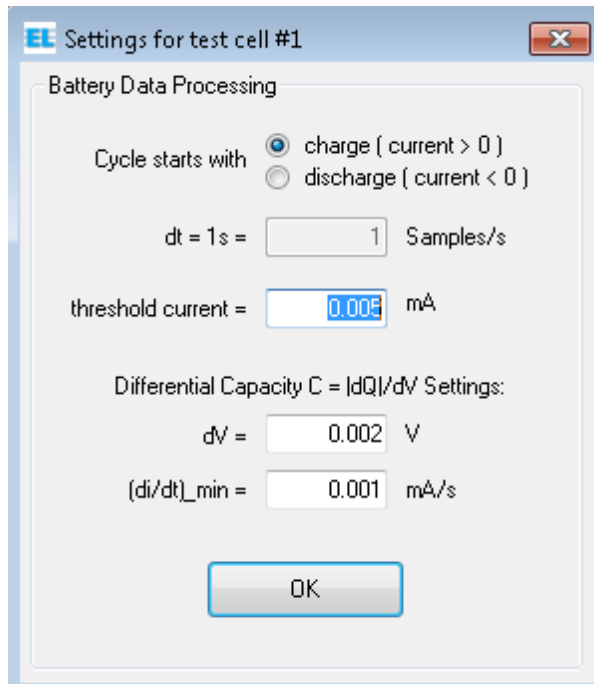 EL Settings for test cell #1
Battery Data Processing
Cycle starts with
charge ( current > 0 )
discharge ( current < 0 )
dt = 1s = 1 Samples/s
threshold current = 0.005 mA
Differential Capacity C = |dQ|/dV Settings:
dV = 0.002 V
(di/dt)_min = 0.001 mA/s
OK